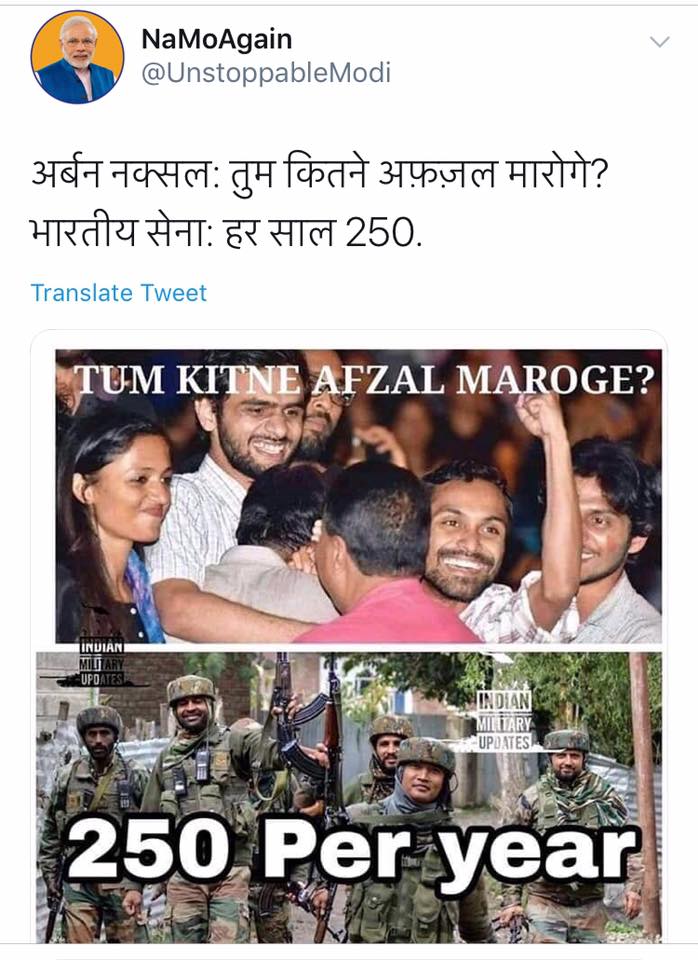 NaMoAgain
@UnstoppableModi
अर्बन नक्सल: तुम कितने अफ़ज़ल मारोगे?
भारतीय सेना: हर साल 250.
Translate Tweet
TUM KITNE AFZAL MAROGE?
INDIAN
MILITARY
UPDATES
INDIAN
MILITARY
UPDATES
250 Per year